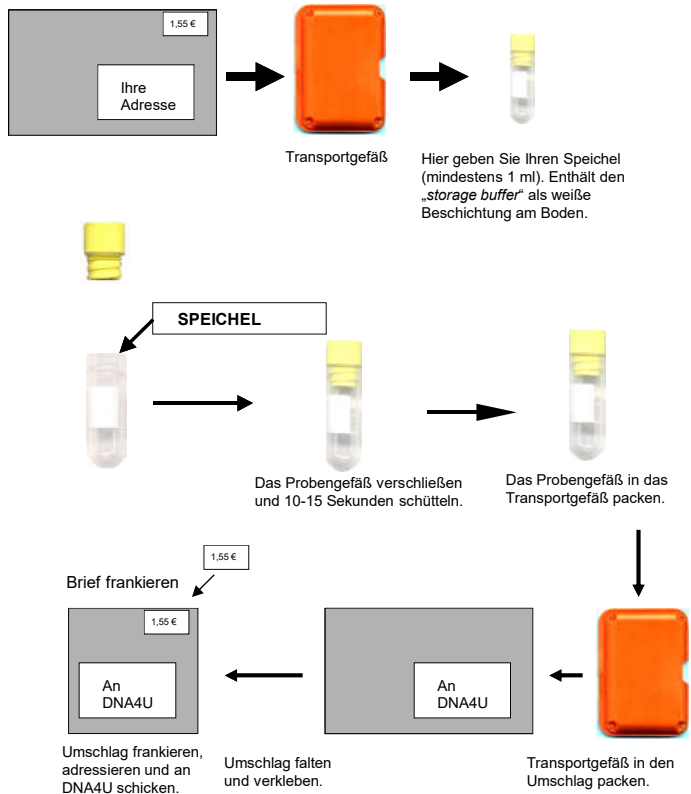 1,55 €
Ihre
Adresse
Transportgefäß
Hier geben Sie Ihren Speichel
(mindestens 1 ml). Enthält den
„storage buffer“ als weiße
Beschichtung am Boden.
SPEICHEL
Das Probengefäß verschließen
und 10-15 Sekunden schütteln.
Das Probengefäß in das
Transportgefäß packen.
1,55 €
Brief frankieren
1,55 €
An
DNA4U
An
DNA4U
Umschlag frankieren,
adressieren und an
DNA4U schicken.
Umschlag falten
und verkleben.
Transportgefäß in den
Umschlag packen.